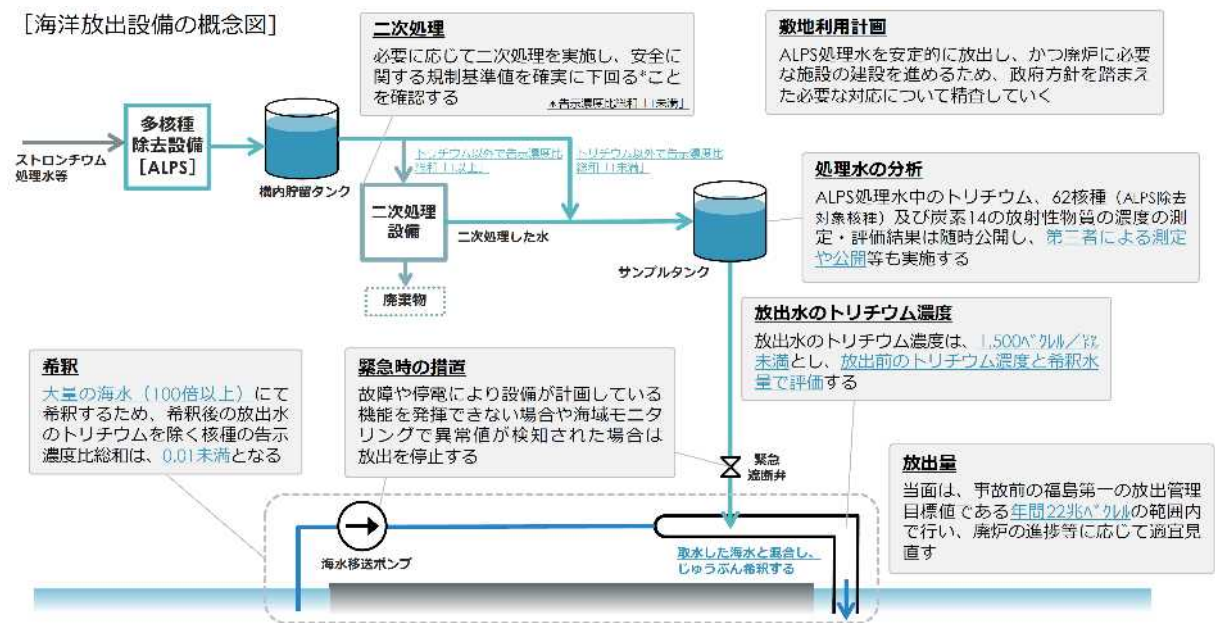 [海洋放出設備の概念図]
二次処理
必要に応じて二次処理を実施し、安全に
関する規制基準値を確実に下回る*こと
を確認する
*告示濃度比総和「1未満」
敷地利用計画
ALPS処理水を安定的に放出し、かつ廃炉に必要
な施設の建設を進めるため、政府方針を踏まえ
た必要な対応について精査していく
ストロンチウム
処理水等
多核種
除去設備
[ALPS]
構内貯留タンク
トリチウム以外で告示濃度比
総和「1以上」
トリチウム以外で告示濃度比
総和「1未満」
二次処理
設備
二次処理した水
廃棄物
サンプルタンク
処理水の分析
ALPS処理水中のトリチウム、62核種（ALPS除去
対象核種）及び炭素14の放射性物質の濃度の測
定・評価結果は随時公開し、第三者による測定
や公開等も実施する
放出水のトリチウム濃度
放出水のトリチウム濃度は、1,500ﾍﾞｸﾚﾙ／㍑
未満とし、放出前のトリチウム濃度と希釈水
量で評価する
希釈
大量の海水（100倍以上）にて
希釈するため、希釈後の放出水
のトリチウムを除く核種の告示
濃度比総和は、0.01未満となる
緊急時の措置
故障や停電により設備が計画している
機能を発揮できない場合や海域モニタ
リングで異常値が検知された場合は
放出を停止する
緊急
遮断弁
放出量
当面は、事故前の福島第一の放出管理
目標値である年間22兆ﾍﾞｸﾚﾙの範囲内
で行い、廃炉の進捗等に応じて適宜見
直す
海水移送ポンプ
取水した海水と混合し、
じゅうぶん希釈する